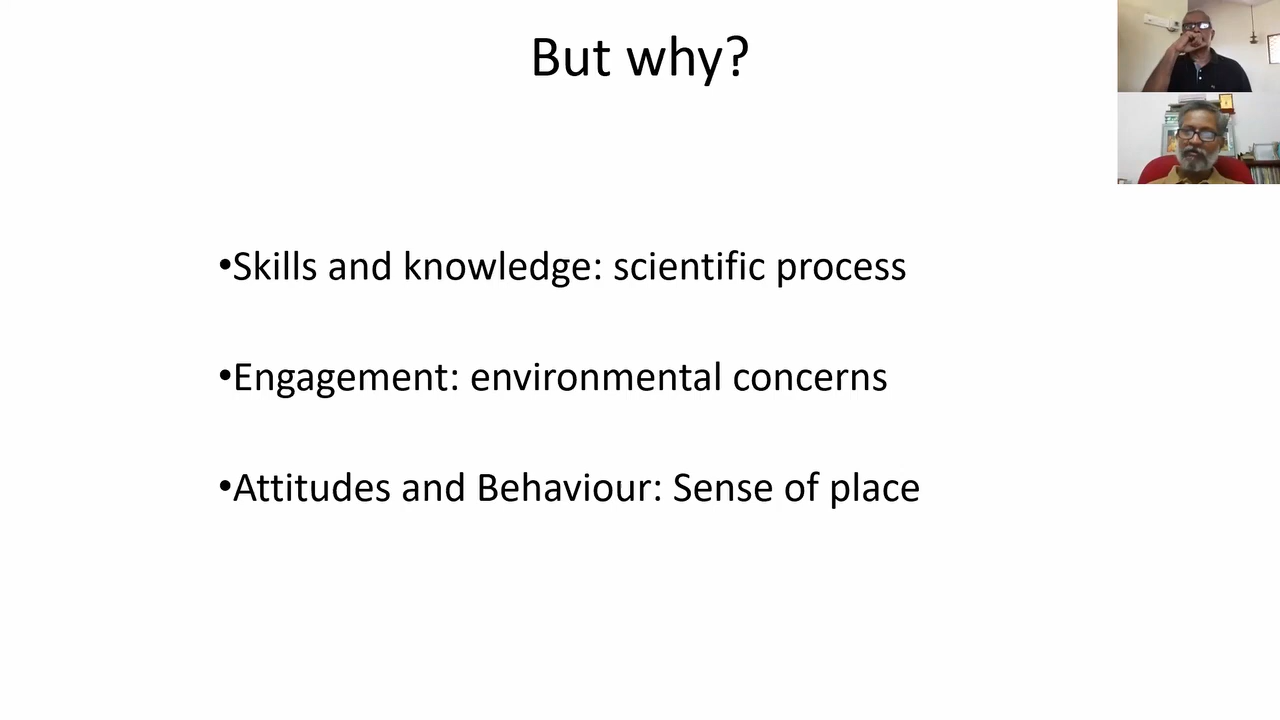 But why?
•Skills and knowledge: scientific process
•Engagement: environmental concerns
•Attitudes and Behaviour: Sense of place